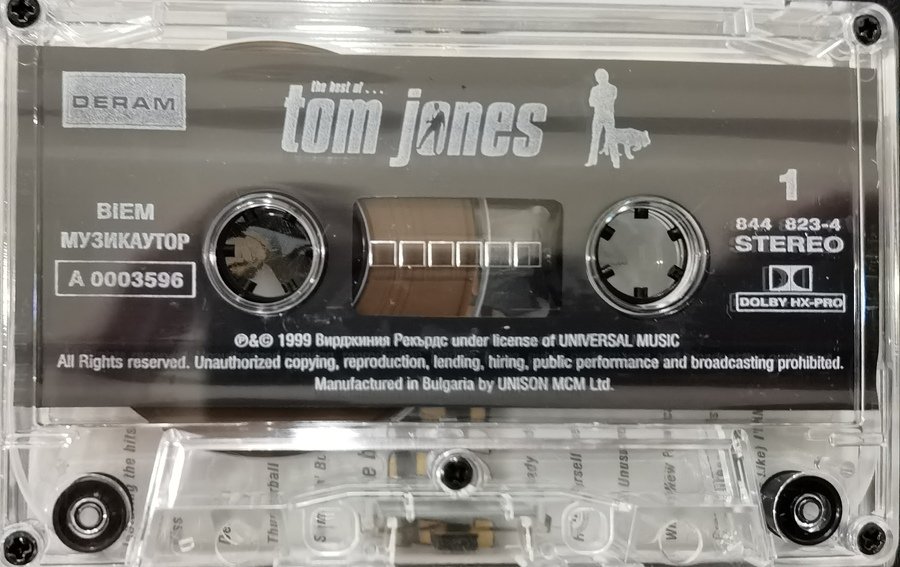 DERAM
the best of...
tom jones
1
BIEM
МУЗИКАУТОР
A 0003596
844 823-4
STEREO
DOLBY HX-PRO
℗&© 1999 Вирджиния Рекърдс under license of UNIVERSAL MUSIC
All Rights reserved. Unauthorized copying, reproduction, lending, hiring, public performance and broadcasting prohibited.
Manufactured in Bulgaria by UNISON MCM Ltd.
the hits